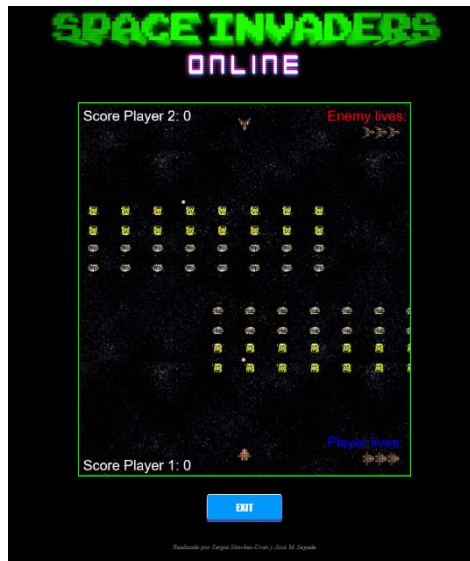 SPACE INVADERS
ONLINE
Score Player 2: 0
Enemy lives:
Player lives:
Score Player 1: 0
EXIT
Realizado por Sergio Sánchez-Uran y José M. Segade